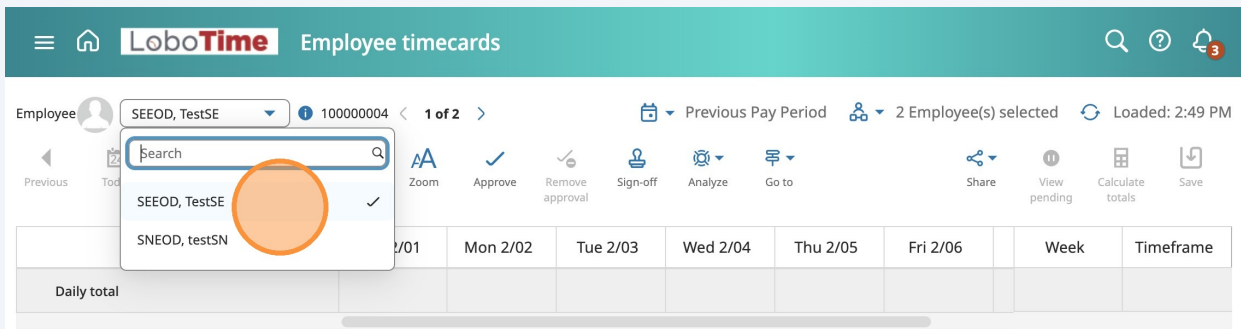 LoboTime Employee timecards 3
Employee SEEOD, TestSE 100000004 1 of 2 Previous Pay Period 2 Employee(s) selected Loaded: 2:49 PM
Search
Previous Zoom Approve Remove approval Sign-off Analyze Go to Share View pending Calculate totals Save
SEEOD, TestSE
SNEOD, testSN
2/01 Mon 2/02 Tue 2/03 Wed 2/04 Thu 2/05 Fri 2/06 Week Timeframe
Daily total